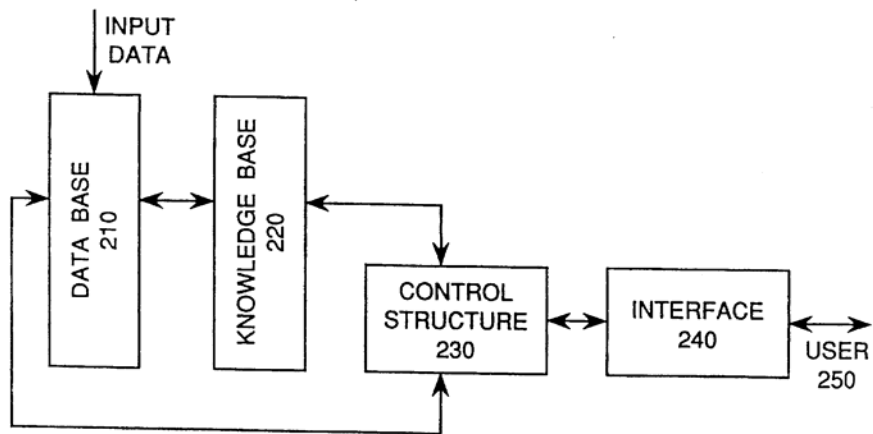 INPUT
DATA
DATA BASE
210
KNOWLEDGE BASE
220
CONTROL
STRUCTURE
230
INTERFACE
240
USER
250